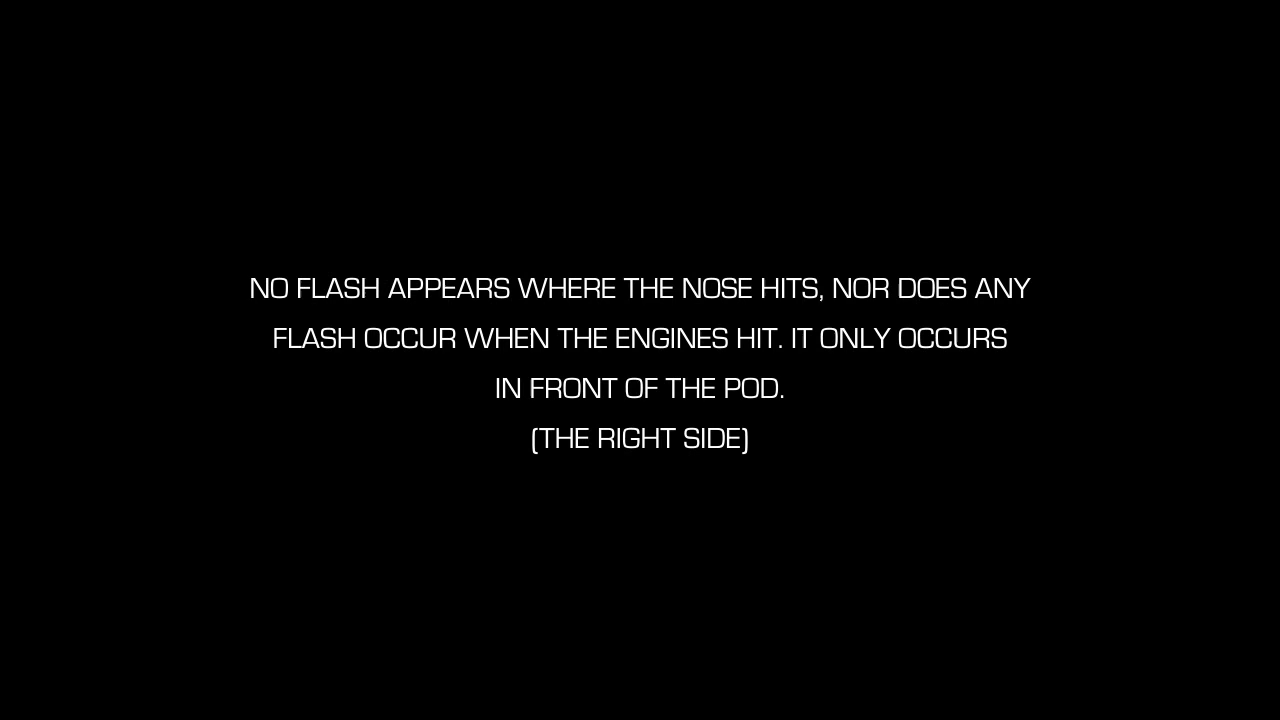 NO FLASH APPEARS WHERE THE NOSE HITS, NOR DOES ANY
FLASH OCCUR WHEN THE ENGINES HIT. IT ONLY OCCURS
IN FRONT OF THE POD.
(THE RIGHT SIDE)